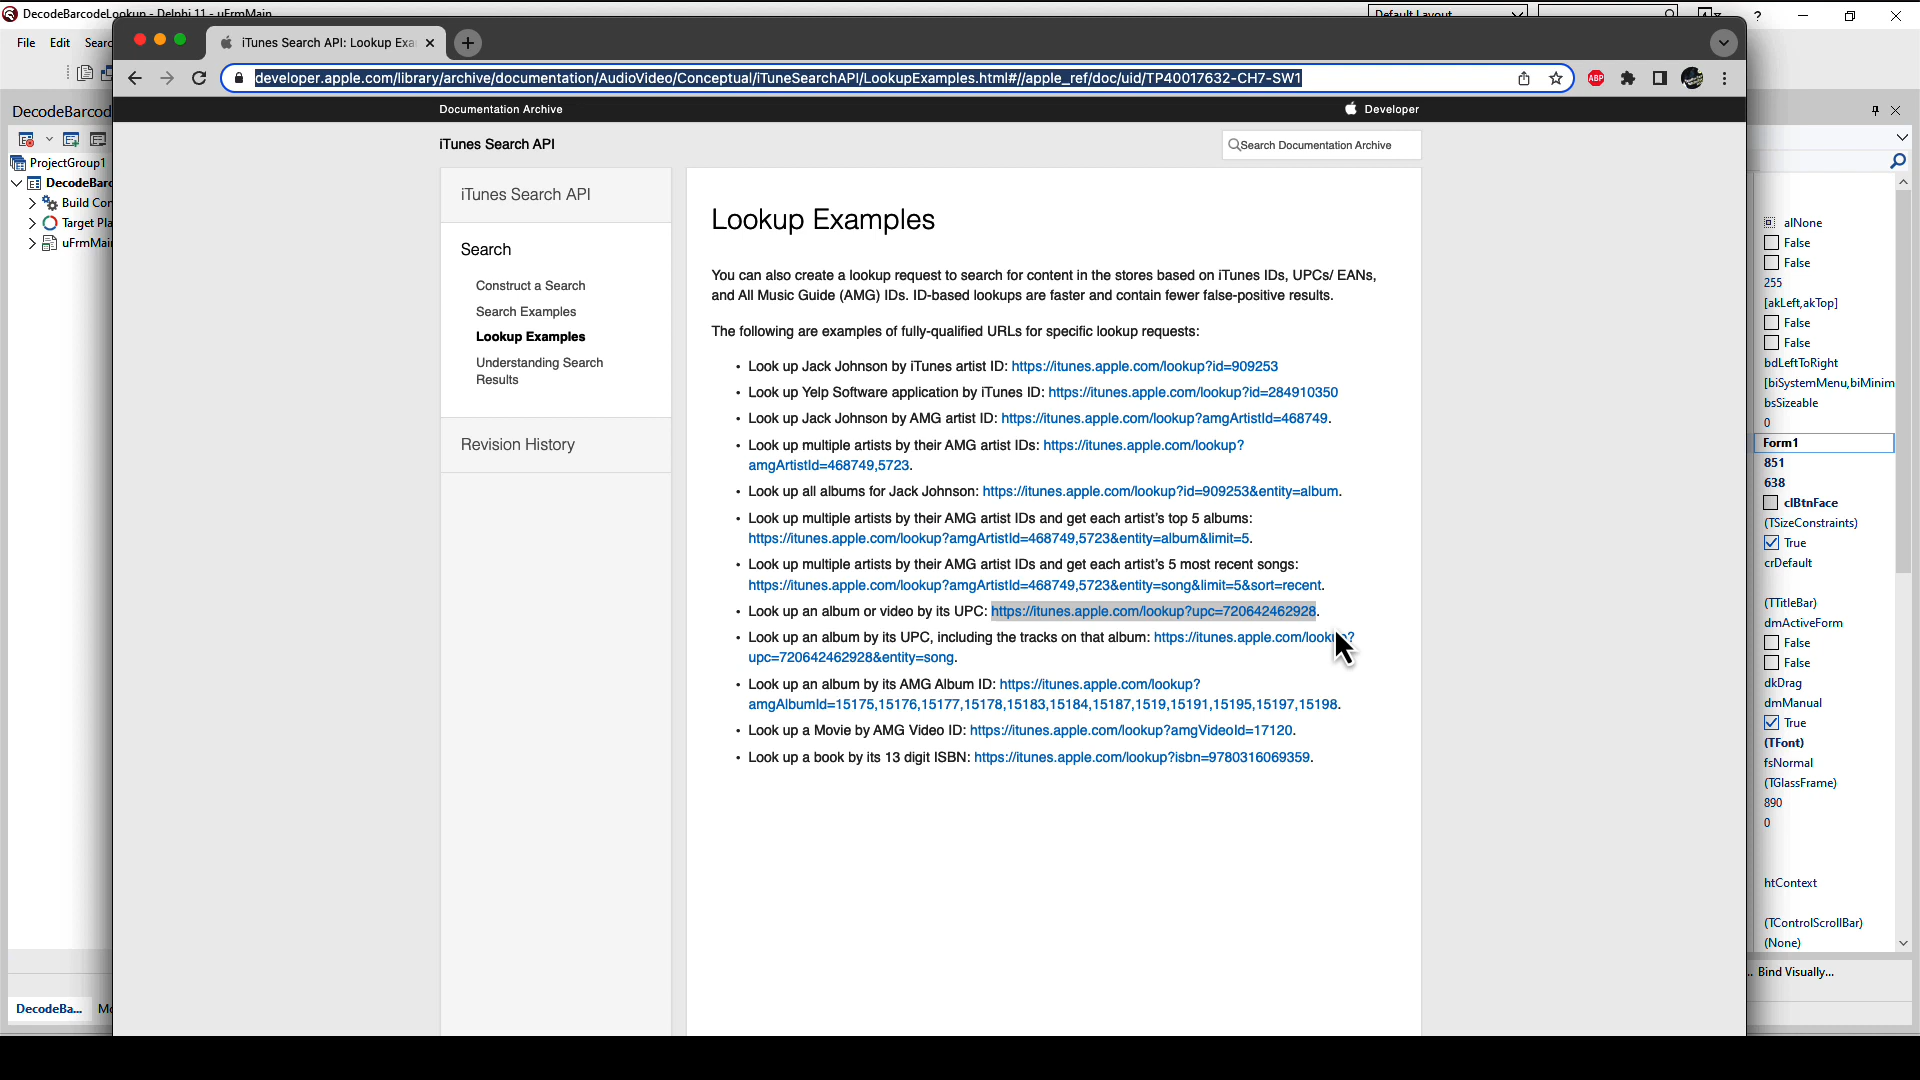 DecodeBarcodeLookup - Delphi 11 - uFrmMain
Default Layout
File Edit Searc
iTunes Search API: Lookup Exa
developer.apple.com/library/archive/documentation/AudioVideo/Conceptual/iTuneSearchAPI/LookupExamples.html#//apple_ref/doc/uid/TP40017632-CH7-SW1
ABP
DecodeBarcod
ProjectGroup1
DecodeBarc
Build Con
Target Pla
uFrmMai
DecodeBa... Mo
Documentation Archive
Developer
iTunes Search API
Search Documentation Archive
iTunes Search API
Search
Construct a Search
Search Examples
Lookup Examples
Understanding Search
Results
Revision History
Lookup Examples
You can also create a lookup request to search for content in the stores based on iTunes IDs, UPCs/ EANs,
and All Music Guide (AMG) IDs. ID-based lookups are faster and contain fewer false-positive results.
The following are examples of fully-qualified URLs for specific lookup requests:
• Look up Jack Johnson by iTunes artist ID: https://itunes.apple.com/lookup?id=909253
• Look up Yelp Software application by iTunes ID: https://itunes.apple.com/lookup?id=284910350
• Look up Jack Johnson by AMG artist ID: https://itunes.apple.com/lookup?amgArtistId=468749.
• Look up multiple artists by their AMG artist IDs: https://itunes.apple.com/lookup?
amgArtistId=468749,5723.
• Look up all albums for Jack Johnson: https://itunes.apple.com/lookup?id=909253&entity=album.
• Look up multiple artists by their AMG artist IDs and get each artist's top 5 albums:
https://itunes.apple.com/lookup?amgArtistId=468749,5723&entity=album&limit=5.
• Look up multiple artists by their AMG artist IDs and get each artist's 5 most recent songs:
https://itunes.apple.com/lookup?amgArtistId=468749,5723&entity=song&limit=5&sort=recent.
• Look up an album or video by its UPC: https://itunes.apple.com/lookup?upc=720642462928.
• Look up an album by its UPC, including the tracks on that album: https://itunes.apple.com/lookup?
upc=720642462928&entity=song.
• Look up an album by its AMG Album ID: https://itunes.apple.com/lookup?
amgAlbumId=15175,15176,15177,15178,15183,15184,15187,1519,15191,15195,15197,15198.
• Look up a Movie by AMG Video ID: https://itunes.apple.com/lookup?amgVideoId=17120.
• Look up a book by its 13 digit ISBN: https://itunes.apple.com/lookup?isbn=9780316069359.
alNone
False
False
255
[akLeft,akTop]
False
False
bdLeftToRight
[biSystemMenu,biMinim
bsSizeable
0
Form1
851
638
clBtnFace
(TSizeConstraints)
True
crDefault
(TTitleBar)
dmActiveForm
False
False
dkDrag
dmManual
True
(TFont)
fsNormal
(TGlassFrame)
890
0
htContext
(TControlScrollBar)
(None)
... Bind Visually...